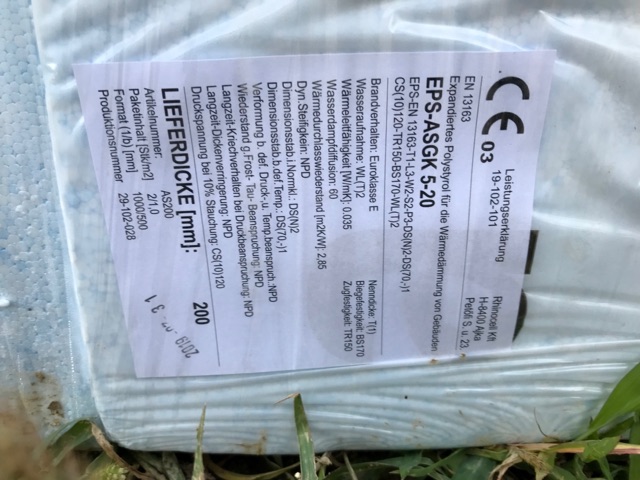 CE 03
Leistungserklärung
19-102-101
Rhinocell Kft
H-8400 Ajka
Petőfi S. u. 23
EN 13163
Expandiertes Polystyrol für die Wärmedämmung von Gebäuden
EPS-ASGK 5-20
EPS-EN 13163-T1-L3-W2-S2-P3-DS(N)2-DS(70,-)1
CS(10)120-TR150-BS170-WL(T)2
Brandverhalten: Euroklasse E
Wasseraufnahme: WL(T)2
Wärmeleitfähigkeit [W/mK]: 0.035
Wasserdampfdiffusion: 60
Wärmedurchlasswiederstand [m2K/W]: 2,85
Nenndicke: T(1)
Biegefestigkeit: BS170
Zugfestigkeit: TR150
Dyn.Steifigkein: NPD
Dimensionsstab.i.Normkl.: DS(N)2
Dimensionsstab.b.def.Temp.: DS(70,-)1
Verformung b. def. Druck-u. Temp.beanspruch.:NPD
Wiederstand g.Frost- Tau- Beanspruchung: NPD
Langzeit-Kriechverhalten bei Druckbeanspruchung: NPD
Langzeit-Dickenverringerung: NPD
Druckspannung bei 10% Stauchung: CS(10)120
LIEFERDICKE [mm]: 200
Artikelnummer: AS200
Paketinhalt [Stk/m2] 2/1,0
Format (1/b) [mm] 1000/500
Produktionsnummer 29-102-028
2019